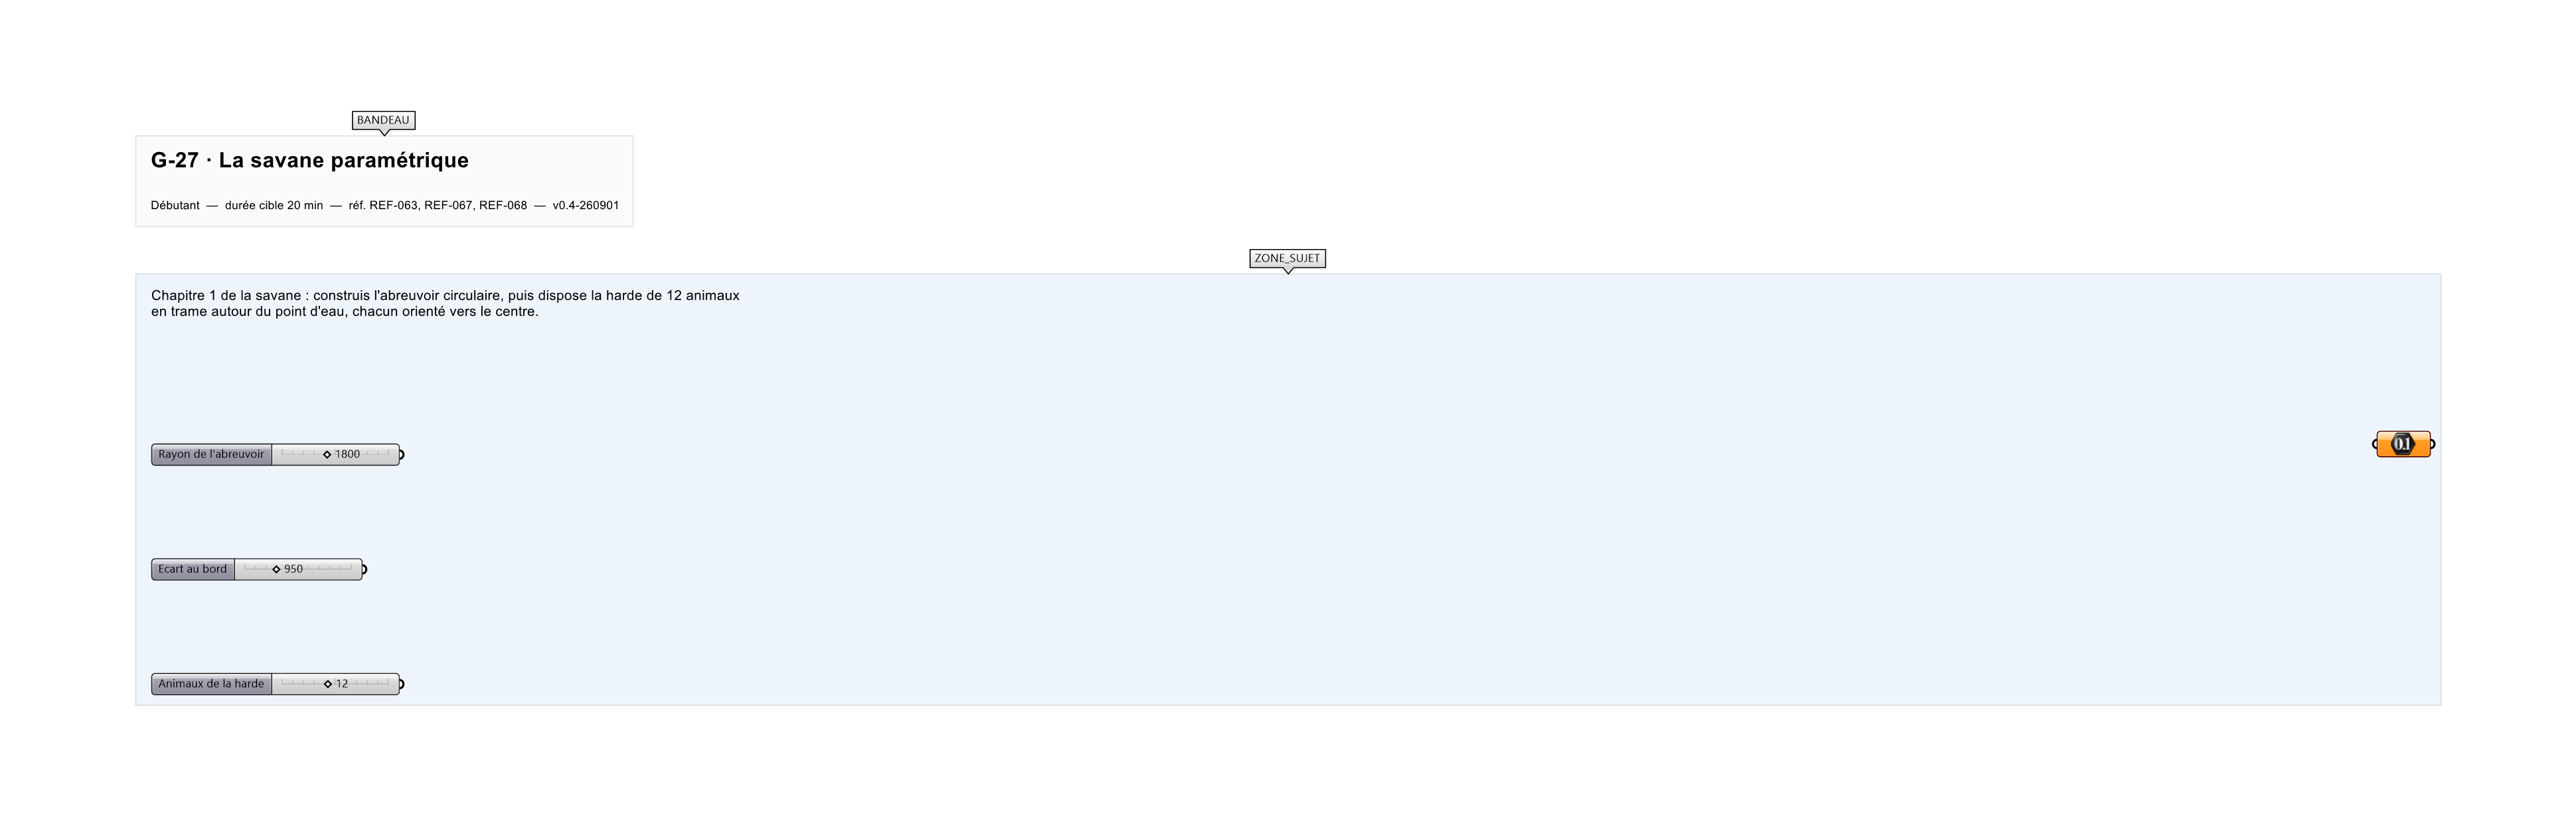 BANDEAU
G-27 · La savane paramétrique
Débutant — durée cible 20 min — réf. REF-063, REF-067, REF-068 — v0.4-260901
ZONE_SUJET
Chapitre 1 de la savane : construis l'abreuvoir circulaire, puis dispose la harde de 12 animaux
en trame autour du point d'eau, chacun orienté vers le centre.
Rayon de l'abreuvoir 1800
0.1
Ecart au bord 950
Animaux de la harde 12